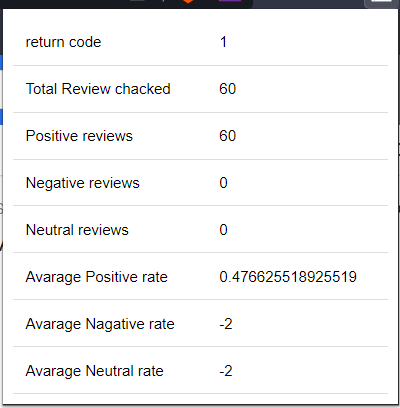 return code 1
Total Review chacked 60
Positive reviews 60
Negative reviews 0
Neutral reviews 0
Avarage Positive rate 0.476625518925519
Avarage Nagative rate -2
Avarage Neutral rate -2